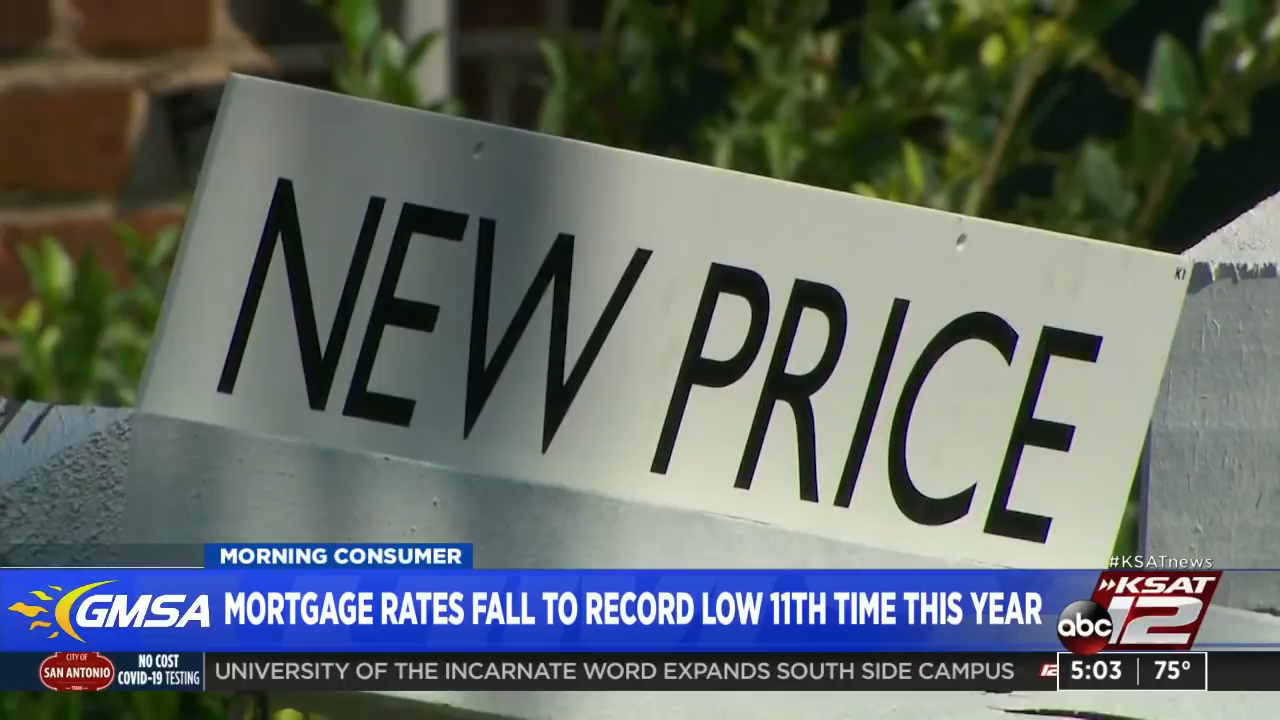 NEW PRICE
K1
MORNING CONSUMER
#KSATnews
GMSA
MORTGAGE RATES FALL TO RECORD LOW 11TH TIME THIS YEAR
abc
»KSAT
12
CITY OF
SAN ANTONIO
TEXAS
NO COST
COVID-19 TESTING
UNIVERSITY OF THE INCARNATE WORD EXPANDS SOUTH SIDE CAMPUS
12
5:03
75°